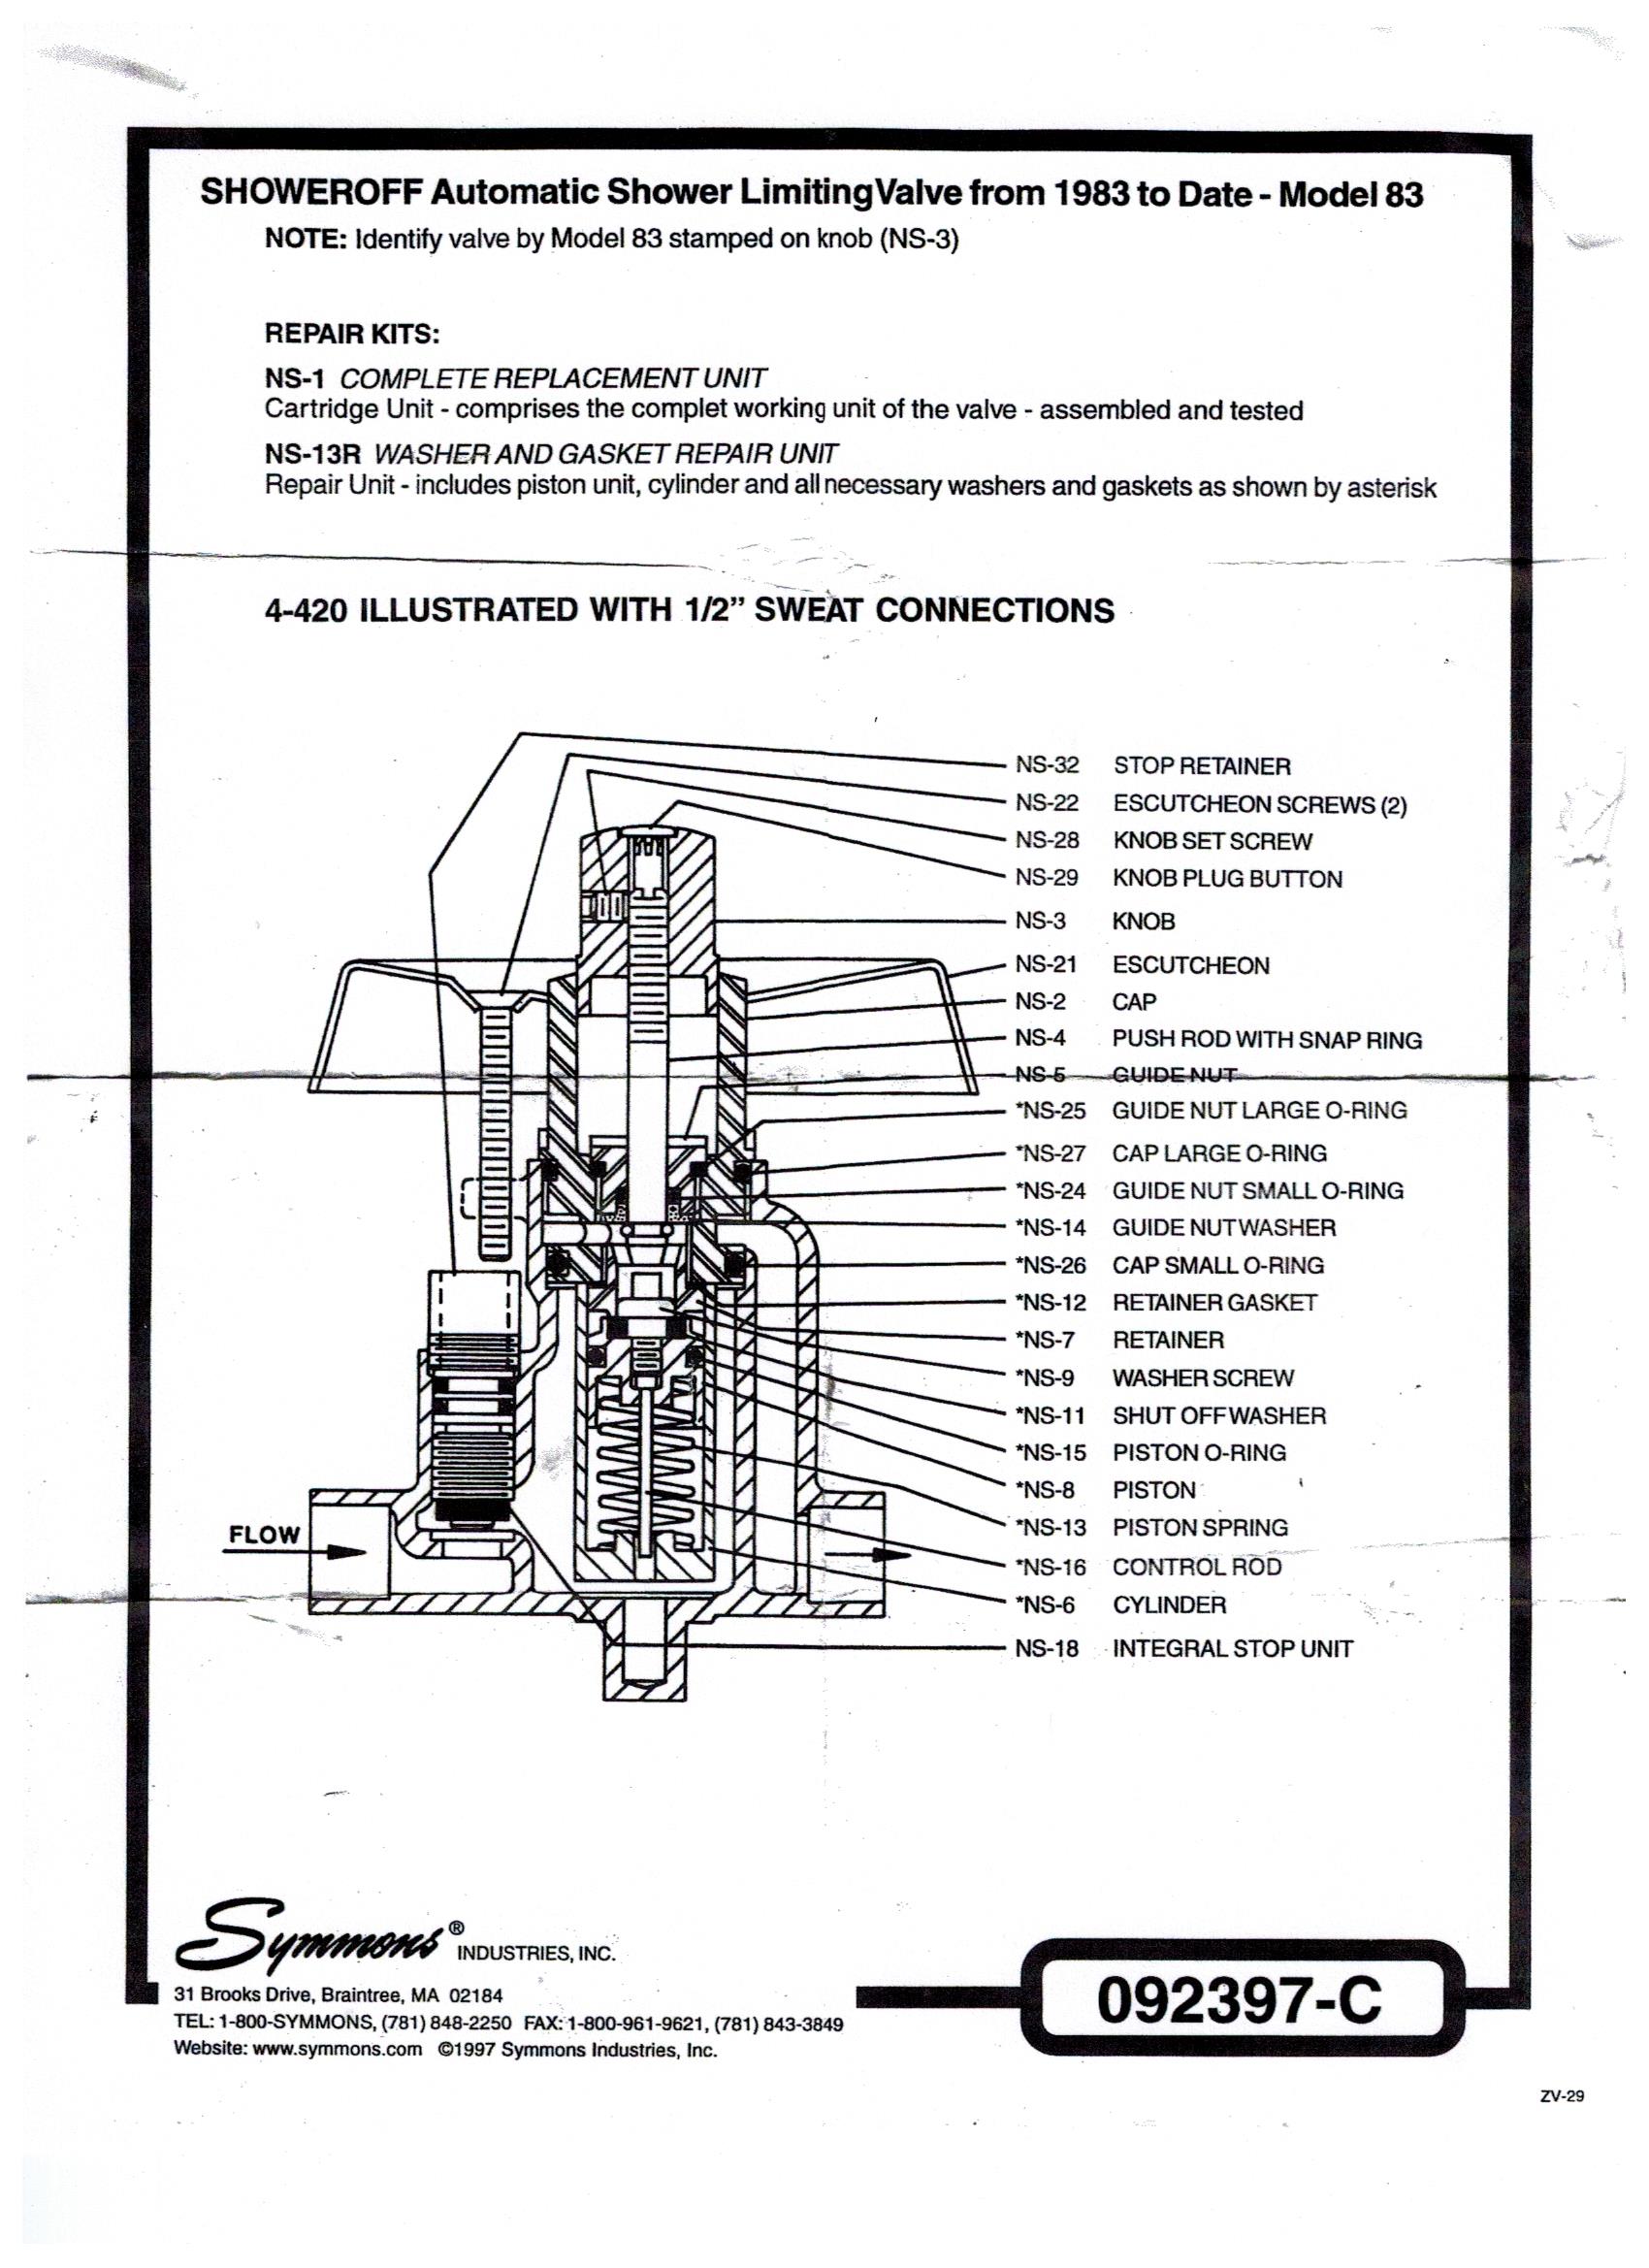 SHOWEROFF Automatic Shower Limiting Valve from 1983 to Date - Model 83
NOTE: Identify valve by Model 83 stamped on knob (NS-3)
REPAIR KITS:
NS-1 COMPLETE REPLACEMENT UNIT
Cartridge Unit - comprises the complet working unit of the valve - assembled and tested
NS-13R WASHER AND GASKET REPAIR UNIT
Repair Unit - includes piston unit, cylinder and all necessary washers and gaskets as shown by asterisk
4-420 ILLUSTRATED WITH 1/2” SWEAT CONNECTIONS
NS-32 STOP RETAINER
NS-22 ESCUTCHEON SCREWS (2)
NS-28 KNOB SET SCREW
NS-29 KNOB PLUG BUTTON
NS-3 KNOB
NS-21 ESCUTCHEON
NS-2 CAP
NS-4 PUSH ROD WITH SNAP RING
NS-5 GUIDE NUT
*NS-25 GUIDE NUT LARGE O-RING
*NS-27 CAP LARGE O-RING
*NS-24 GUIDE NUT SMALL O-RING
*NS-14 GUIDE NUT WASHER
*NS-26 CAP SMALL O-RING
*NS-12 RETAINER GASKET
*NS-7 RETAINER
*NS-9 WASHER SCREW
*NS-11 SHUT OFF WASHER
*NS-15 PISTON O-RING
*NS-8 PISTON
*NS-13 PISTON SPRING
*NS-16 CONTROL ROD
*NS-6 CYLINDER
NS-18 INTEGRAL STOP UNIT
FLOW
Symmons® INDUSTRIES, INC.
31 Brooks Drive, Braintree, MA 02184
TEL: 1-800-SYMMONS, (781) 848-2250 FAX: 1-800-961-9621, (781) 843-3849
Website: www.symmons.com ©1997 Symmons Industries, Inc.
092397-C
ZV-29